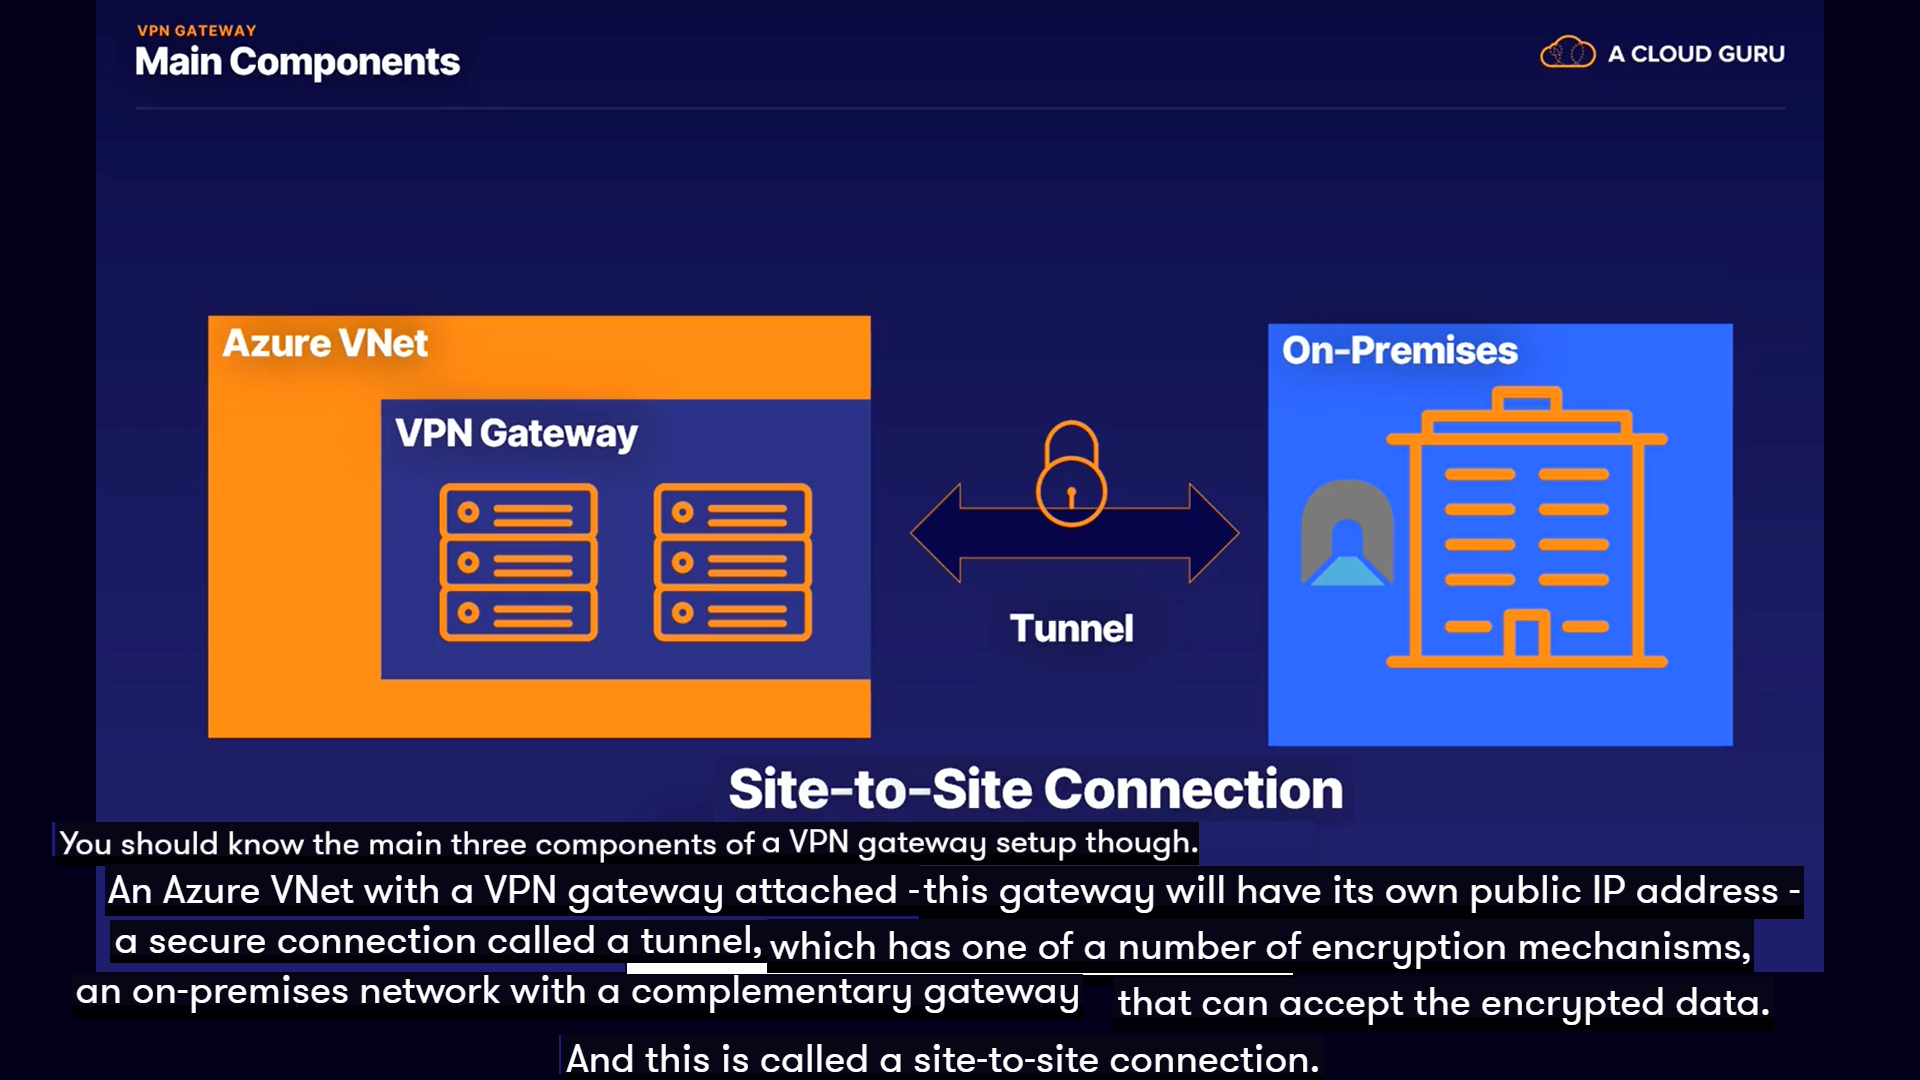 VPN GATEWAY
Main Components
A CLOUD GURU
Azure VNet
VPN Gateway
Tunnel
On-Premises
Site-to-Site Connection
You should know the main three components of a VPN gateway setup though.
An Azure VNet with a VPN gateway attached - this gateway will have its own public IP address -
a secure connection called a tunnel, which has one of a number of encryption mechanisms,
an on-premises network with a complementary gateway that can accept the encrypted data.
And this is called a site-to-site connection.